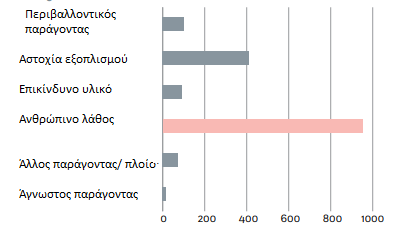 Περιβαλλοντικός
παράγοντας
Αστοχία εξοπλισμού
Επικίνδυνο υλικό
Ανθρώπινο λάθος
Άλλος παράγοντας/ πλοίο
Άγνωστος παράγοντας
0 200 400 600 800 1000